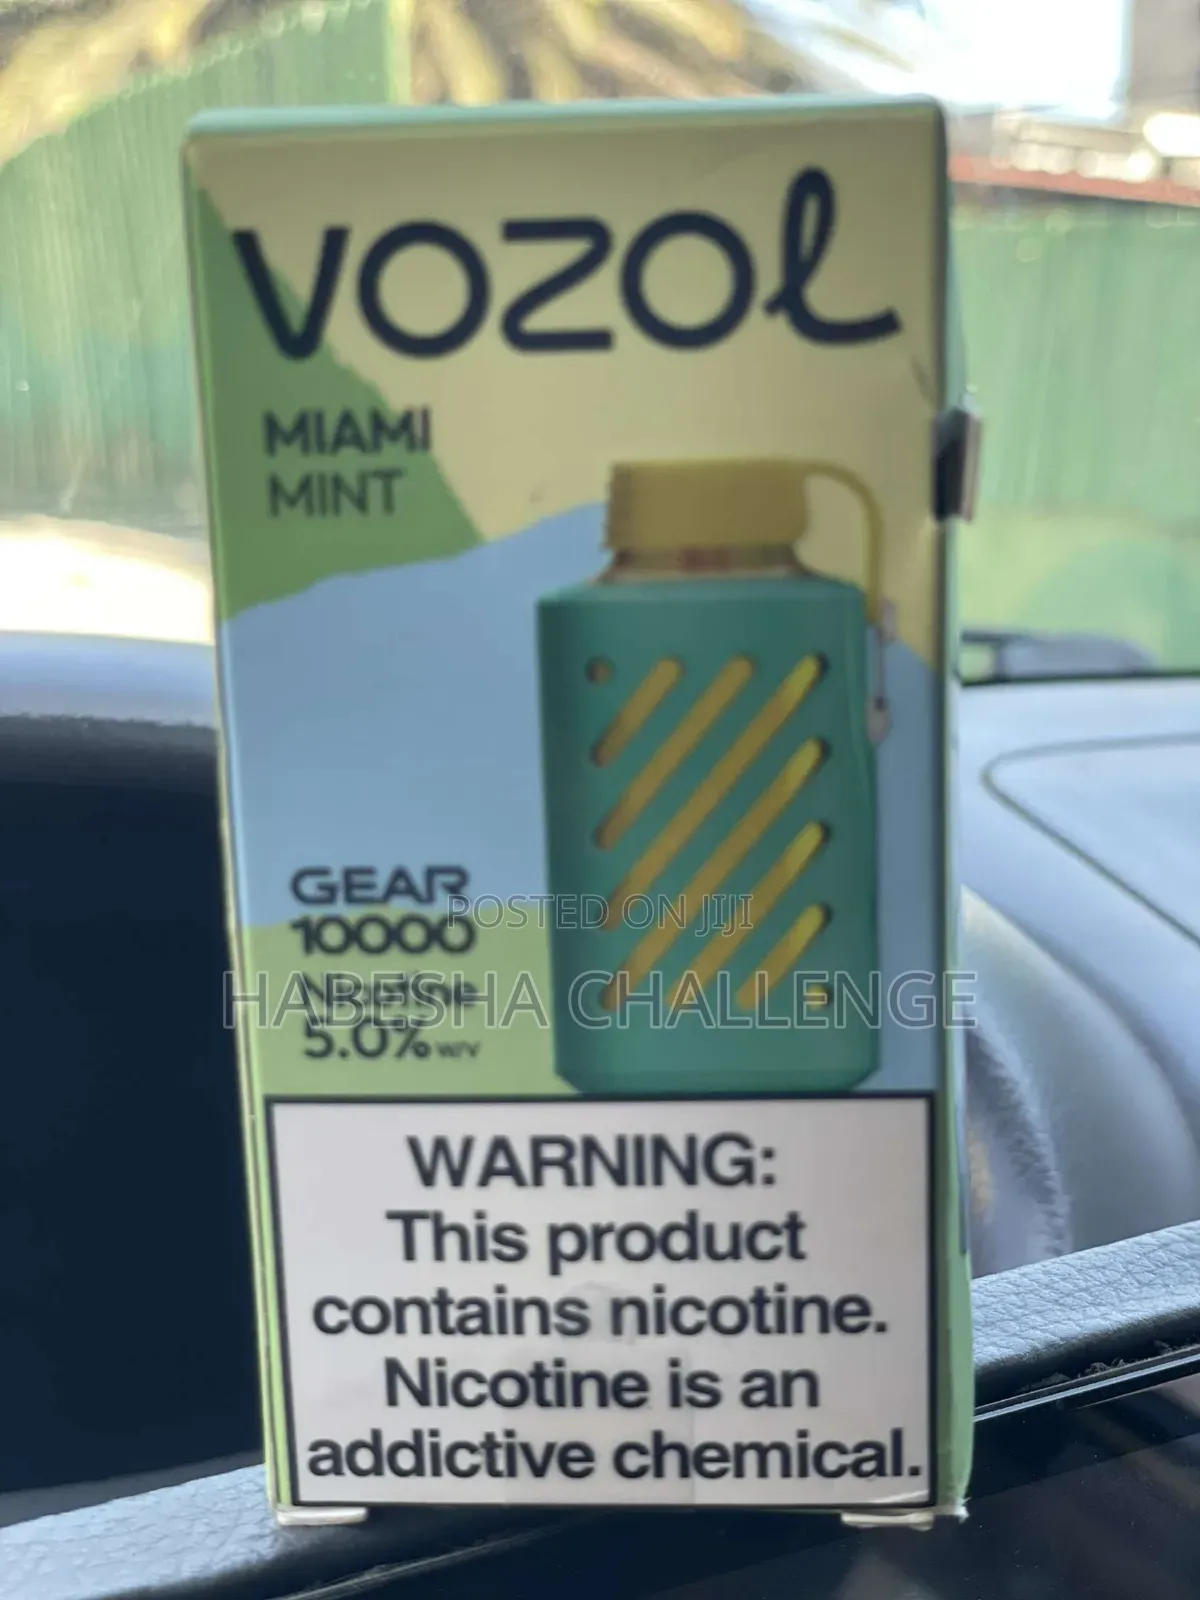 VOZOL
MIAMI
MINT
GEAR
10000
POSTED ON JIJI
Nicotine
HABESHA CHALLENGE
5.0% W/V
WARNING:
This product
contains nicotine.
Nicotine is an
addictive chemical.